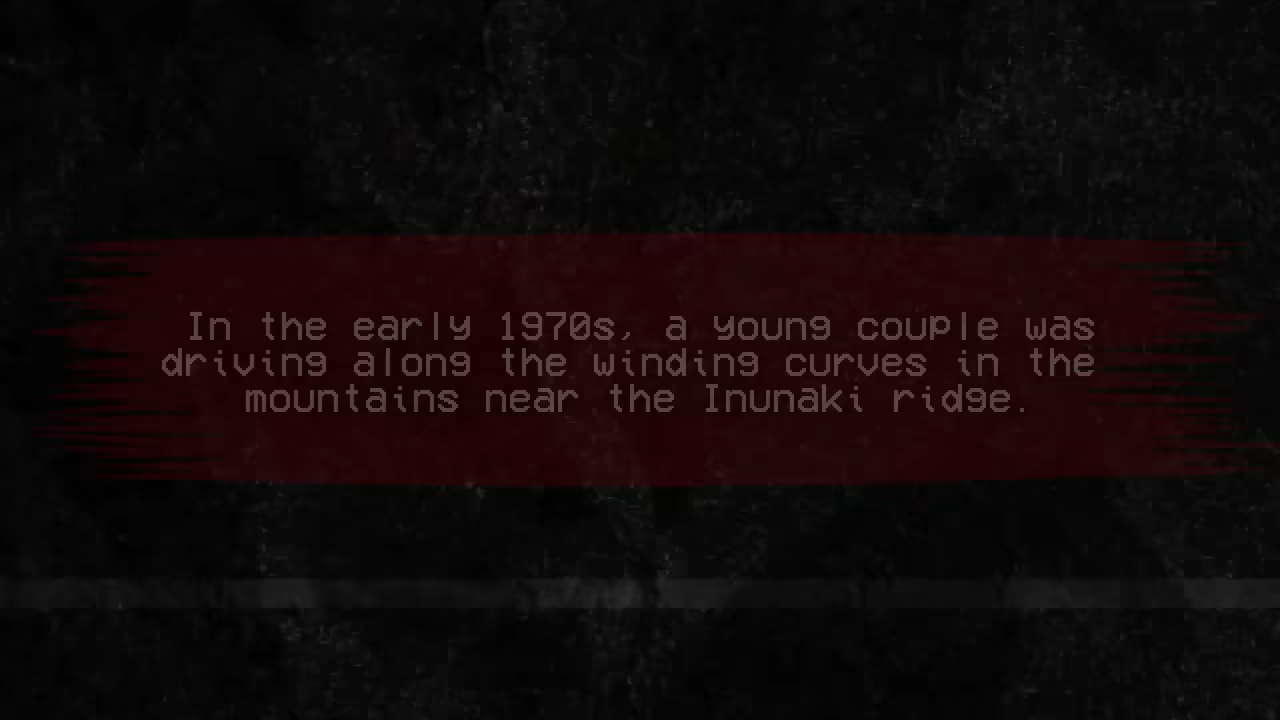 In the early 1970s, a young couple was
driving along the winding curves in the
mountains near the Inunaki ridge.